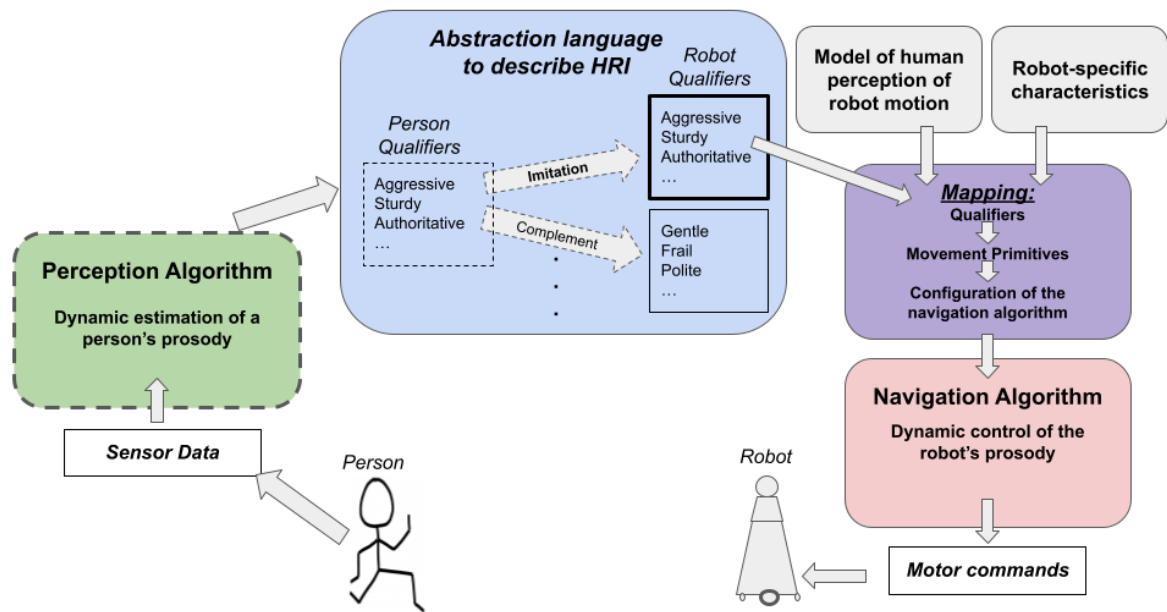 Abstraction language
to describe HRI
Person
Qualifiers
Aggressive
Sturdy
Authoritative
...
Imitation
Complement
.
.
.
Robot
Qualifiers
Aggressive
Sturdy
Authoritative
...
Gentle
Frail
Polite
...
Model of human
perception of
robot motion
Robot-specific
characteristics
Mapping:
Qualifiers
Movement Primitives
Configuration of the
navigation algorithm
Perception Algorithm
Dynamic estimation of a
person's prosody
Sensor Data
Person
Navigation Algorithm
Dynamic control of the
robot's prosody
Robot
Motor commands